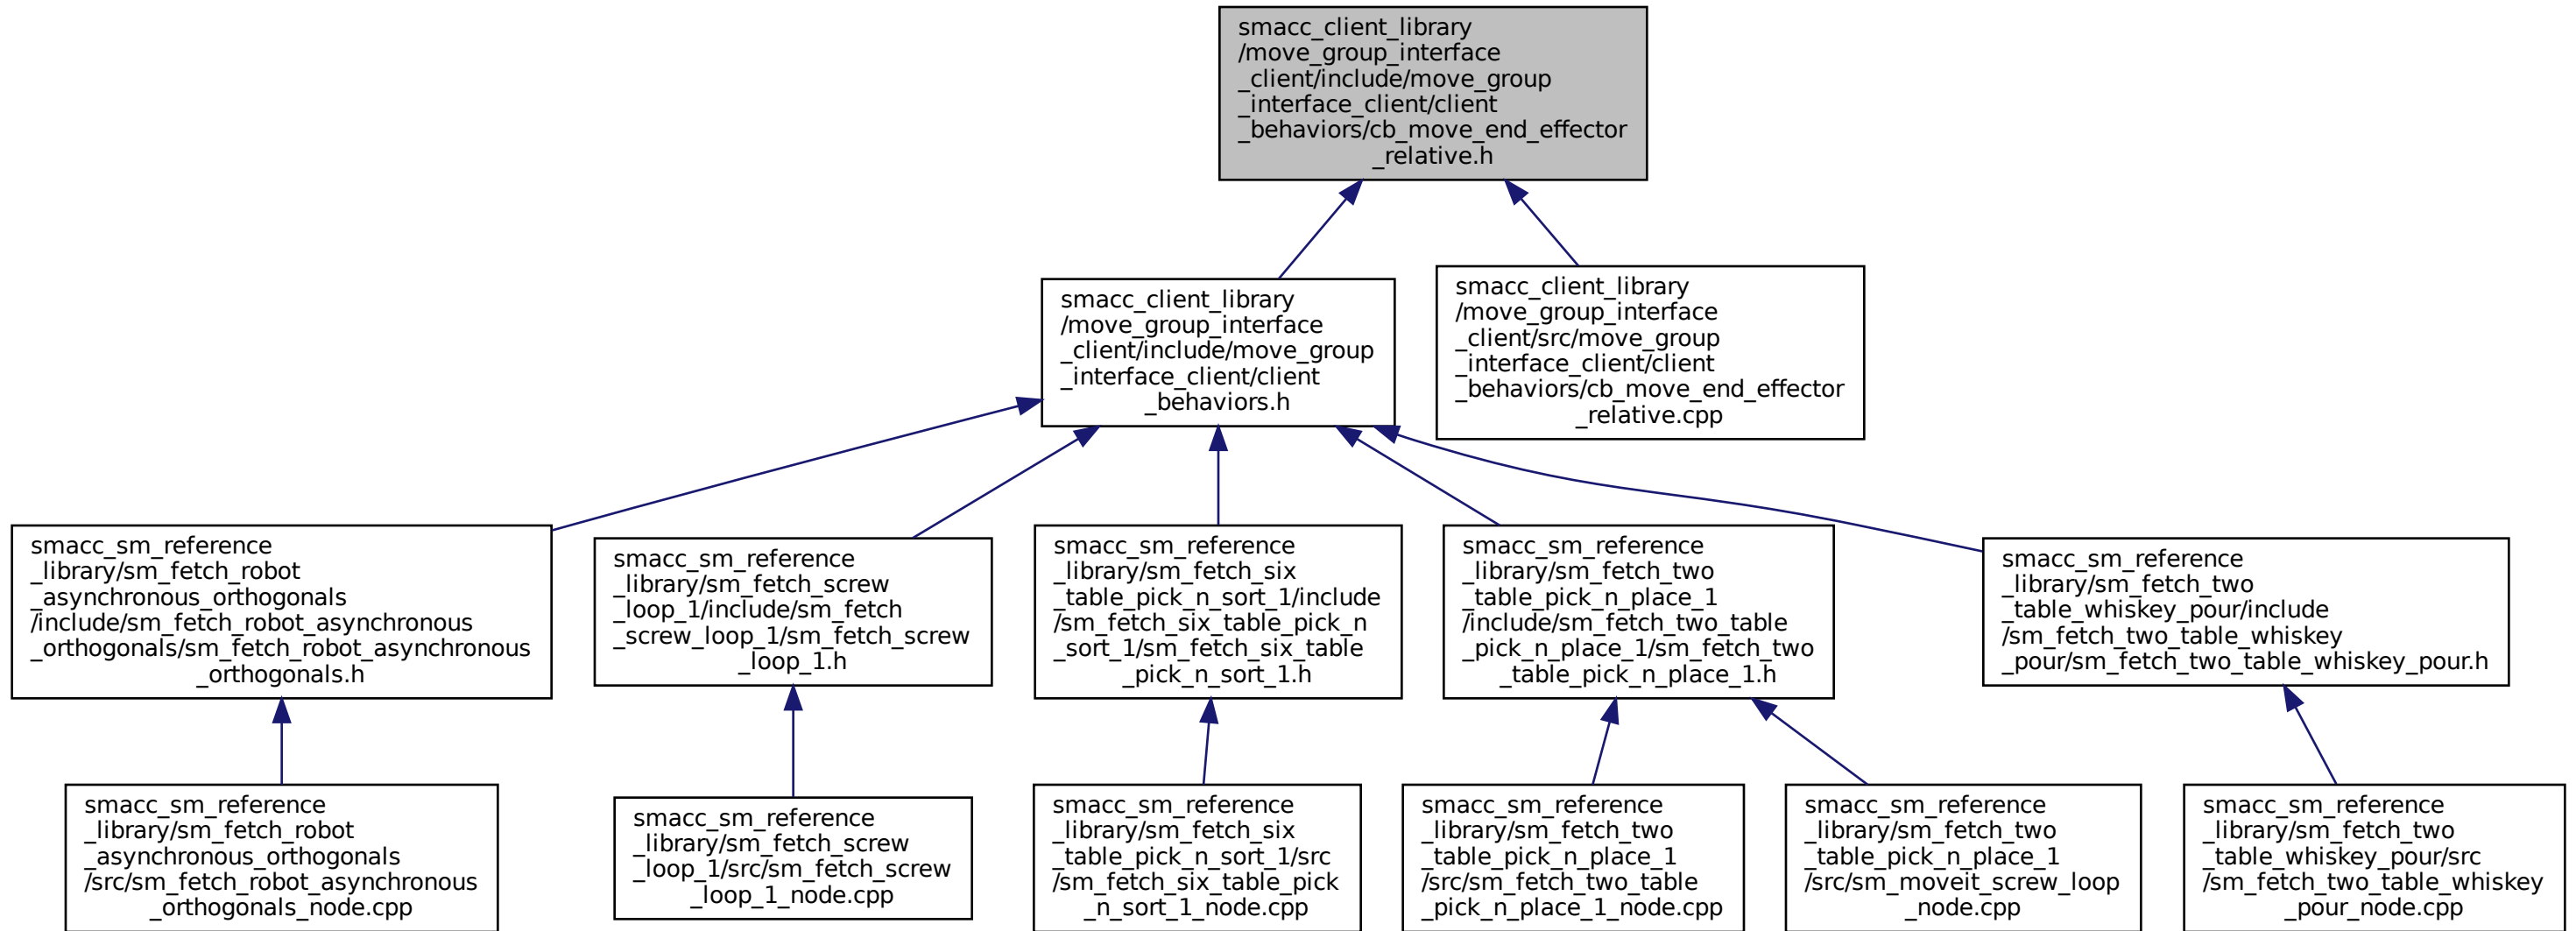 smacc_client_library
/move_group_interface
_client/include/move_group
_interface_client/client
_behaviors/cb_move_end_effector
_relative.h
smacc_client_library
/move_group_interface
_client/include/move_group
_interface_client/client
_behaviors.h
smacc_client_library
/move_group_interface
_client/src/move_group
_interface_client/client
_behaviors/cb_move_end_effector
_relative.cpp
smacc_sm_reference
_library/sm_fetch_robot
_asynchronous_orthogonals
/include/sm_fetch_robot_asynchronous
_orthogonals/sm_fetch_robot_asynchronous
_orthogonals.h
smacc_sm_reference
_library/sm_fetch_screw
_loop_1/include/sm_fetch
_screw_loop_1/sm_fetch_screw
_loop_1.h
smacc_sm_reference
_library/sm_fetch_six
_table_pick_n_sort_1/include
/sm_fetch_six_table_pick_n
_sort_1/sm_fetch_six_table
_pick_n_sort_1.h
smacc_sm_reference
_library/sm_fetch_two
_table_pick_n_place_1
/include/sm_fetch_two_table
_pick_n_place_1/sm_fetch_two
_table_pick_n_place_1.h
smacc_sm_reference
_library/sm_fetch_two
_table_whiskey_pour/include
/sm_fetch_two_table_whiskey
_pour/sm_fetch_two_table_whiskey_pour.h
smacc_sm_reference
_library/sm_fetch_robot
_asynchronous_orthogonals
/src/sm_fetch_robot_asynchronous
_orthogonals_node.cpp
smacc_sm_reference
_library/sm_fetch_screw
_loop_1/src/sm_fetch_screw
_loop_1_node.cpp
smacc_sm_reference
_library/sm_fetch_six
_table_pick_n_sort_1/src
/sm_fetch_six_table_pick
_n_sort_1_node.cpp
smacc_sm_reference
_library/sm_fetch_two
_table_pick_n_place_1
/src/sm_fetch_two_table
_pick_n_place_1_node.cpp
smacc_sm_reference
_library/sm_fetch_two
_table_pick_n_place_1
/src/sm_moveit_screw_loop
_node.cpp
smacc_sm_reference
_library/sm_fetch_two
_table_whiskey_pour/src
/sm_fetch_two_table_whiskey
_pour_node.cpp